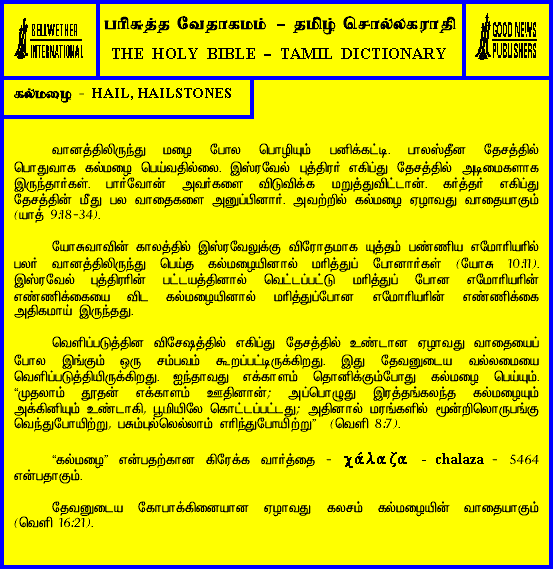 BELLWETHER
INTERNATIONAL
பரிசுத்த வேதாகமம் – தமிழ் சொல்லகராதி
THE HOLY BIBLE – TAMIL DICTIONARY
GOOD NEWS
PUBLISHERS
கல்மழை – HAIL, HAILSTONES
வானத்திலிருந்து மழை போல பொழியும் பனிக்கட்டி. பாலஸ்தீன தேசத்தில்
பொதுவாக கல்மழை பெய்வதில்லை. இஸ்ரவேல் புத்திரர் எகிப்து தேசத்தில் அடிமைகளாக
இருந்தார்கள். பார்வோன் அவர்களை விடுவிக்க மறுத்துவிட்டான். கர்த்தர் எகிப்து
தேசத்தின் மீது பல வாதைகளை அனுப்பினார். அவற்றில் கல்மழை ஏழாவது வாதையாகும்
(யாத் 9:18-34).
யோசுவாவின் காலத்தில் இஸ்ரவேலுக்கு விரோதமாக யுத்தம் பண்ணிய எமோரியரில்
பலர் வானத்திலிருந்து பெய்த கல்மழையினால் மரித்துப் போனார்கள் (யோசு 10:11).
இஸ்ரவேல் புத்திரரின் பட்டயத்தினால் வெட்டப்பட்டு மரித்துப் போன எமோரியரின்
எண்ணிக்கையை விட கல்மழையினால் மரித்துப்போன எமோரியரின் எண்ணிக்கை
அதிகமாய் இருந்தது.
வெளிப்படுத்தின விசேஷத்தில் எகிப்து தேசத்தில் உண்டான ஏழாவது வாதையைப்
போல இங்கும் ஒரு சம்பவம் கூறப்பட்டிருக்கிறது. இது தேவனுடைய வல்லமையை
வெளிப்படுத்தியிருக்கிறது. ஐந்தாவது எக்காளம் தொனிக்கும்போது கல்மழை பெய்யும்.
“முதலாம் தூதன் எக்காளம் ஊதினான்; அப்பொழுது இரத்தங்கலந்த கல்மழையும்
அக்கினியும் உண்டாகி, பூமியிலே கொட்டப்பட்டது; அதினால் மரங்களில் மூன்றிலொருபங்கு
வெந்துபோயிற்று, பசும்புல்லெல்லாம் எரிந்துபோயிற்று” (வெளி 8:7).
“கல்மழை” என்பதற்கான கிரேக்க வார்த்தை – χάλαζα – chalaza – 5464
என்பதாகும்.
தேவனுடைய கோபாக்கினையான ஏழாவது கலசம் கல்மழையின் வாதையாகும்
(வெளி 16:21).